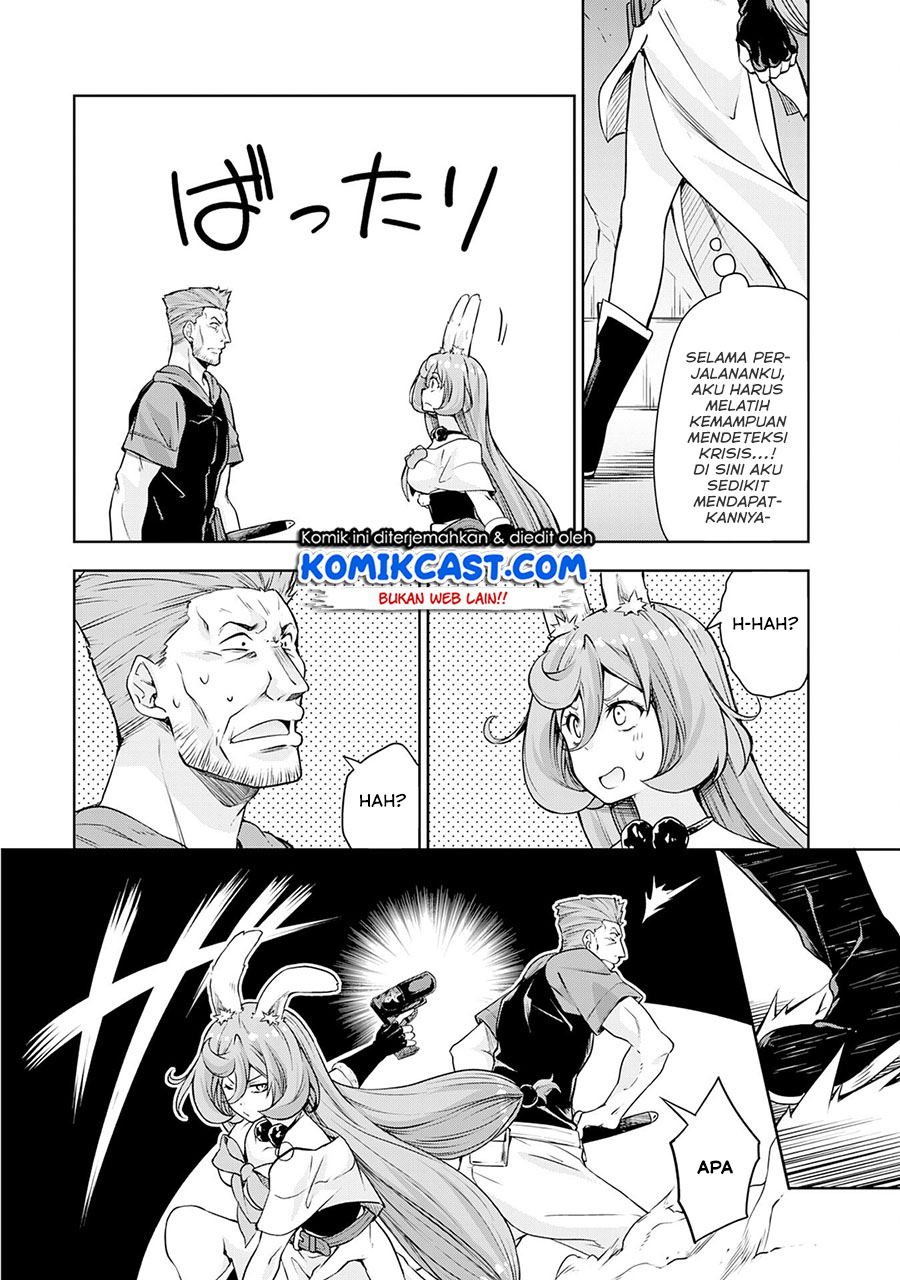 SELAMA PER-
JALANANKU,
AKU HARUS
MELATIH
KEMAMPUAN
MENDETEKSI
KRISIS...!
DI SINI AKU
SEDIKIT
MENDAPAT-
KANNYA-
ばったり
Komik ini diterjemahkan & diedit oleh
KOMIKCAST.COM
BUKAN WEB LAIN!!
H-HAH?
HAH?
APA